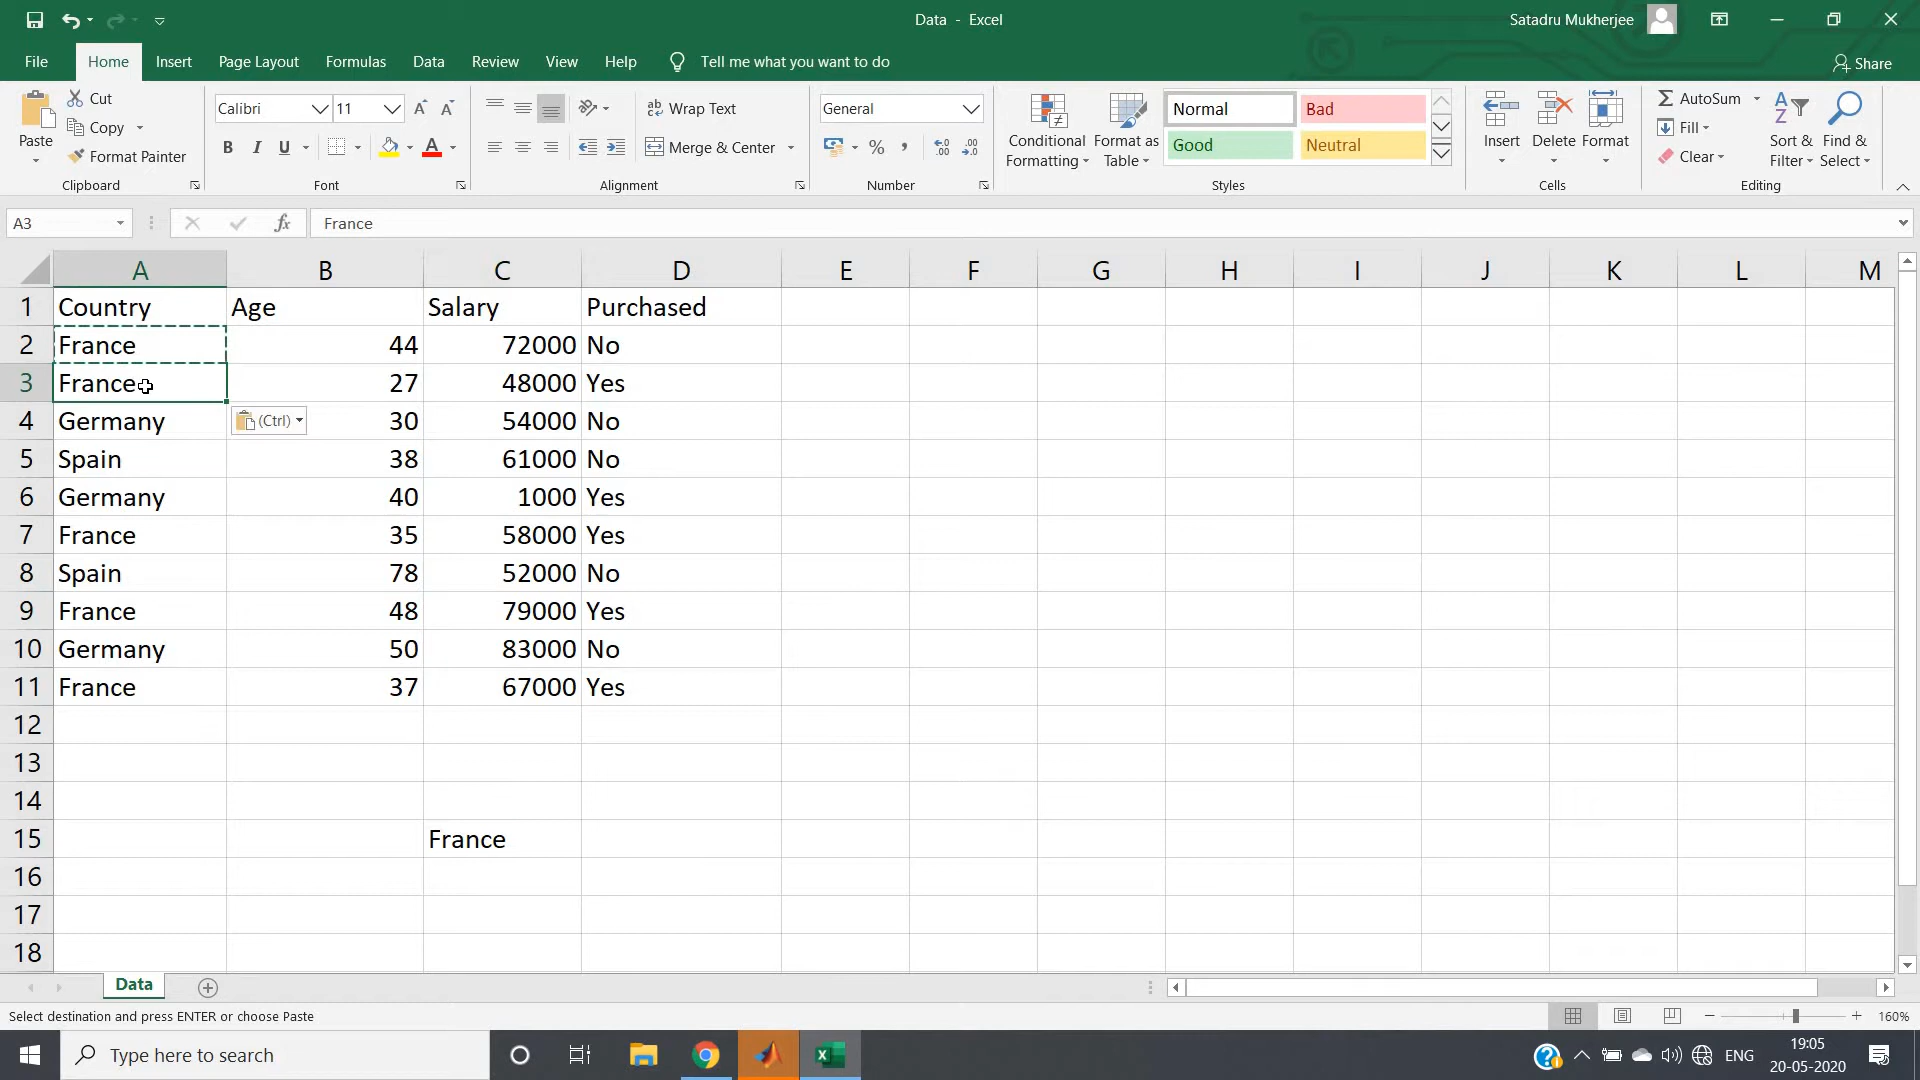 Data - Excel
Satadru Mukherjee
File Home Insert Page Layout Formulas Data Review View Help Tell me what you want to do Share
Paste
Cut
Copy
Format Painter
Clipboard
Calibri 11
B I U A
Font
Wrap Text
Merge & Center
Alignment
General
% ,
Number
Conditional Formatting
Format as Table
Normal Bad
Good Neutral
Styles
Insert Delete Format
Cells
AutoSum
Fill
Clear
Sort & Filter
Find & Select
Editing
A3 fx France
A B C D E F G H I J K L M
1 Country Age Salary Purchased
2 France 44 72000 No
3 France 27 48000 Yes
4 Germany (Ctrl) 30 54000 No
5 Spain 38 61000 No
6 Germany 40 1000 Yes
7 France 35 58000 Yes
8 Spain 78 52000 No
9 France 48 79000 Yes
10 Germany 50 83000 No
11 France 37 67000 Yes
12
13
14
15 France
16
17
18
Data
Select destination and press ENTER or choose Paste
160%
Type here to search
ENG
19:05
20-05-2020